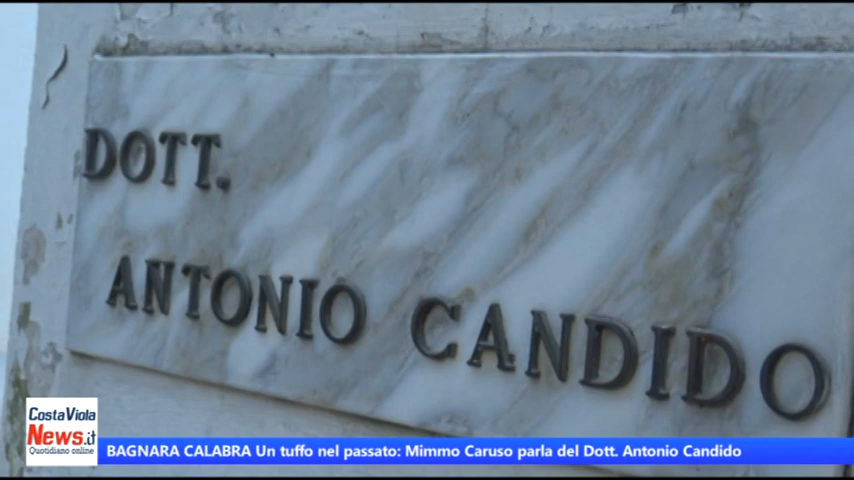 DOTT.
ANTONIO CANDIDO
CostaViola
News.it
Quotidiano online
BAGNARA CALABRA Un tuffo nel passato: Mimmo Caruso parla del Dott. Antonio Candido